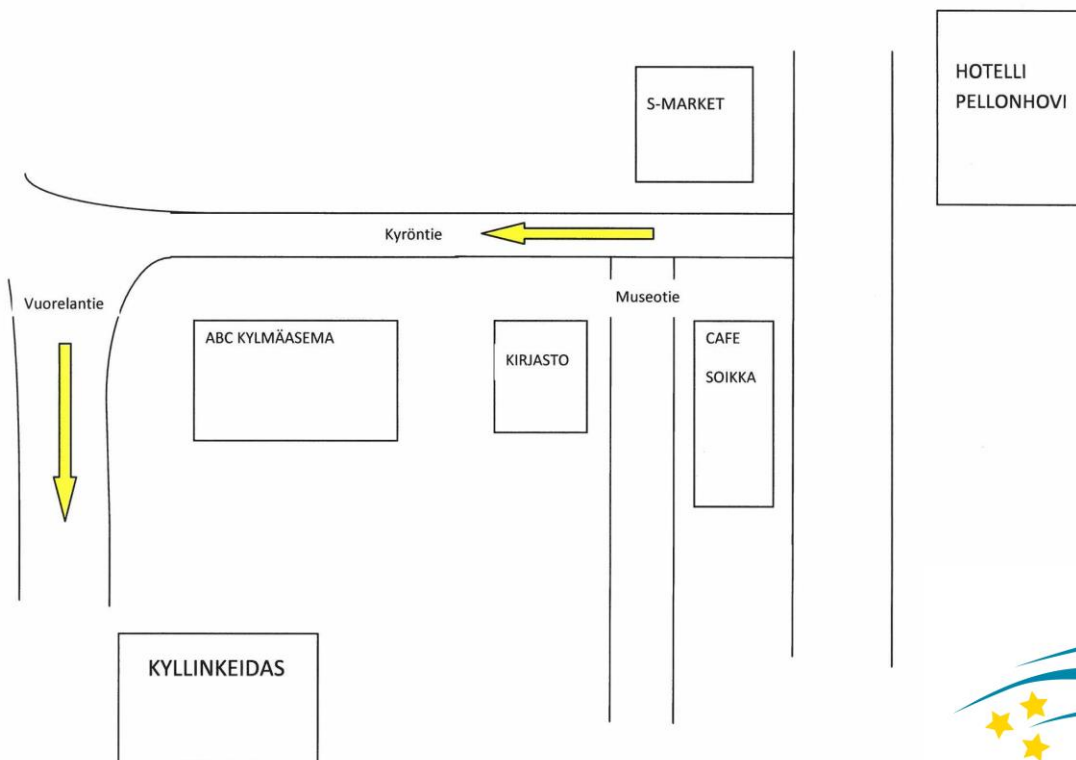 HOTELLI
PELLONHOVI
S-MARKET
Kyröntie
Vuorelantie
Museotie
ABC KYLMÄASEMA
KIRJASTO
CAFE
SOIKKA
KYLLINKEIDAS